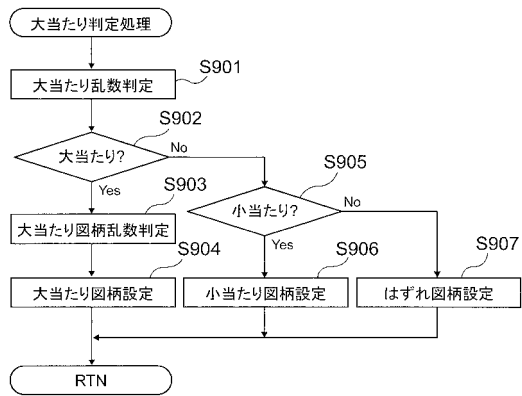 大当たり判定処理
S901
大当たり乱数判定
S902
大当たり?
No
Yes
S903
大当たり図柄乱数判定
S904
大当たり図柄設定
S905
小当たり?
No
Yes
S906
小当たり図柄設定
S907
はずれ図柄設定
RTN